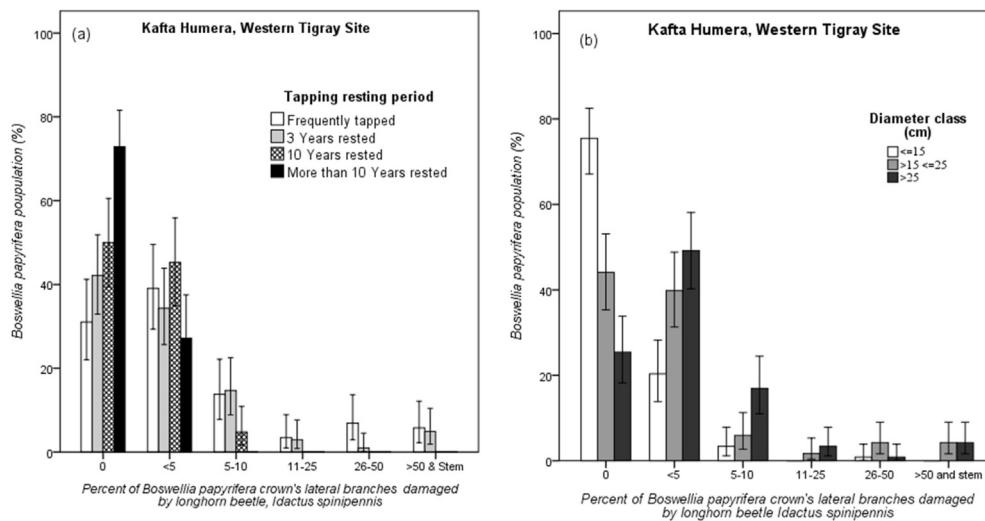 (a)
Kafta Humera, Western Tigray Site
Tapping resting period
Frequently tapped
3 Years rested
10 Years rested
More than 10 Years rested
Boswellia papyrifera poupulation (%)
100
80
60
40
20
0
0 <5 5-10 11-25 26-50 >50 & Stem
Percent of Boswellia papyrifera crown's lateral branches damaged
by longhorn beetle, Idactus spinipennis
(b)
Kafta Humera, Western Tigray Site
Diameter class
(cm)
<=15
>15 <=25
>25
Boswellia papyrifera population (%)
100
80
60
40
20
0
0 <5 5-10 11-25 26-50 >50 and stem
Percent of Boswellia papyrifera crown's lateral branches damaged
by longhorn beetle Idactus spinipennis